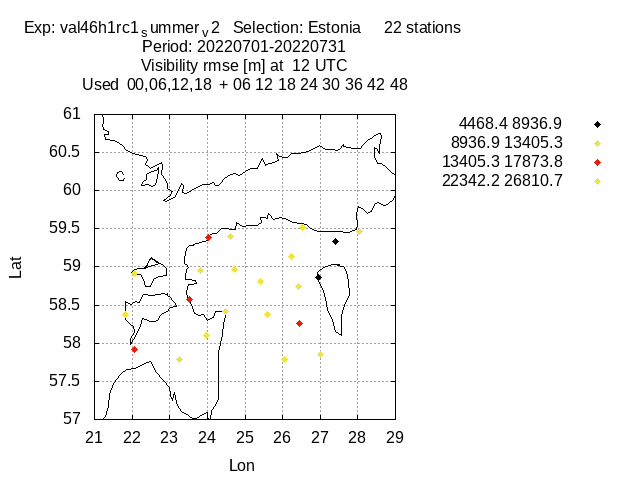 Exp: val46h1rc1summerv2 Selection: Estonia 22 stations
Period: 20220701-20220731
Visibility rmse [m] at 12 UTC
Used 00,06,12,18 + 06 12 18 24 30 36 42 48
4468.4 8936.9
8936.9 13405.3
13405.3 17873.8
22342.2 26810.7
61
60.5
60
59.5
59
58.5
58
57.5
57
Lat
21 22 23 24 25 26 27 28 29
Lon